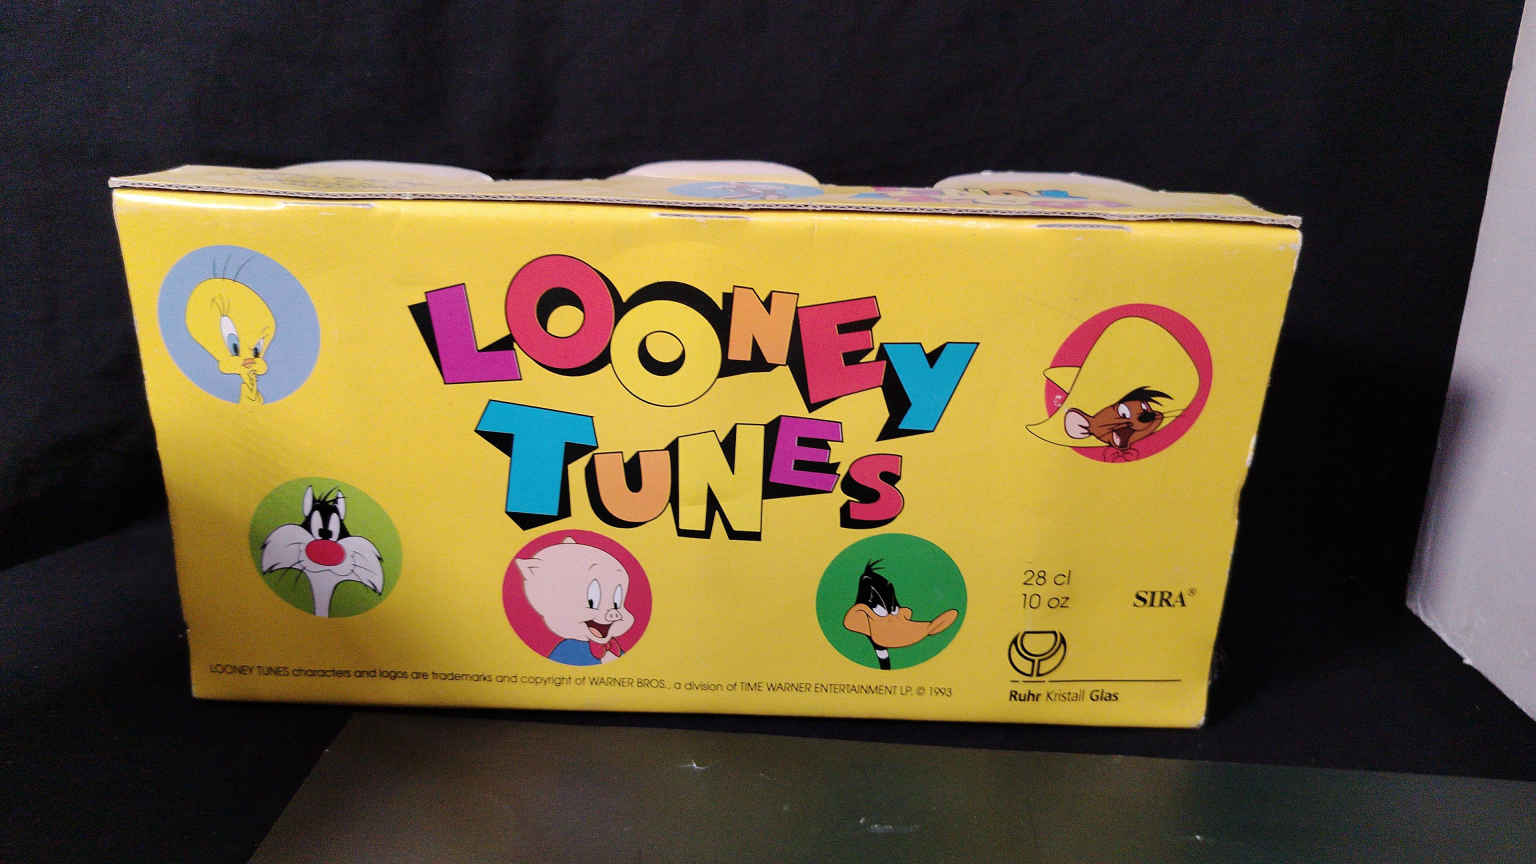 LOONEY
TUNES
28 cl
10 oz
SIRA®
LOONEY TUNES characters and logos are trademarks and copyright of WARNER BROS., a division of TIME WARNER ENTERTAINMENT LP. © 1993
Ruhr Kristall Glas